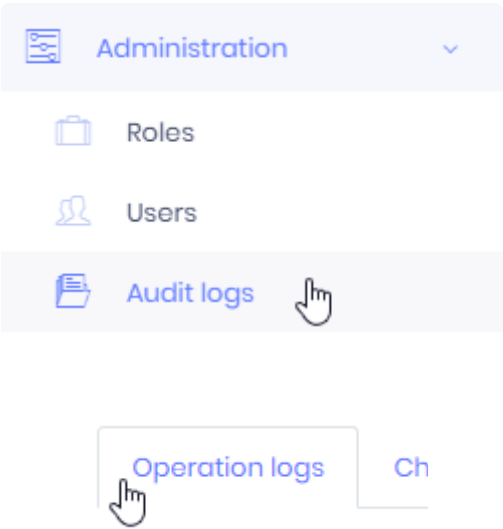 Administration
Roles
Users
Audit logs
Operation logs
Ch